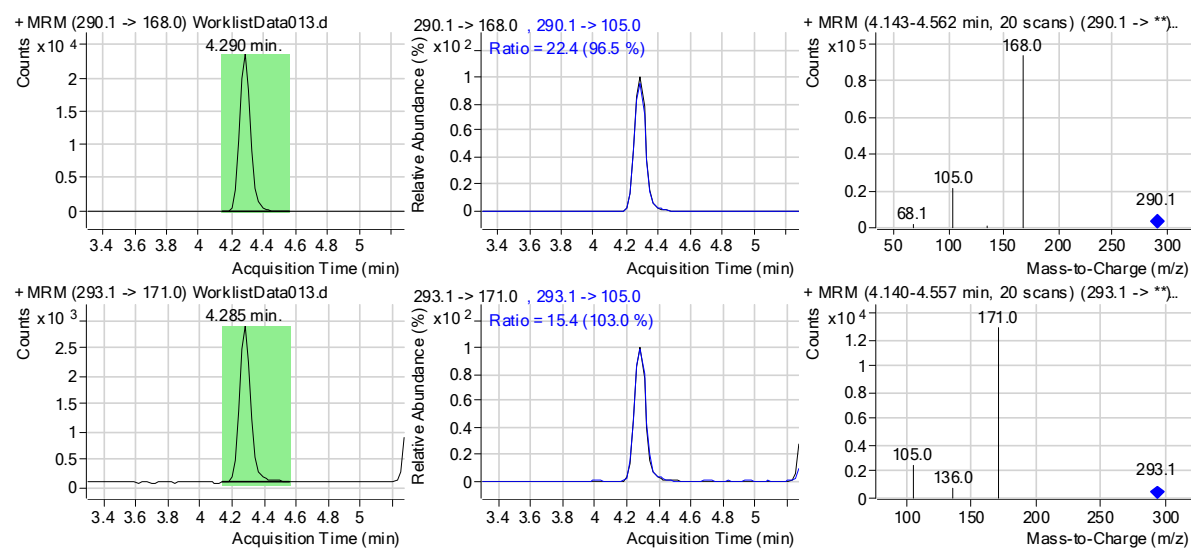 + MRM (290.1 -> 168.0) WorklistData013.d
Counts
x10 4
4.290 min.
2
1.5
1
0.5
0
3.4 3.6 3.8 4 4.2 4.4 4.6 4.8 5
Acquisition Time (min)
290.1 -> 168.0 , 290.1 -> 105.0
Relative Abundance (%)
x10 2
Ratio = 22.4 (96.5 %)
1
0.8
0.6
0.4
0.2
0
3.4 3.6 3.8 4 4.2 4.4 4.6 4.8 5
Acquisition Time (min)
+ MRM (4.143-4.562 min, 20 scans) (290.1 -> **)...
Counts
x10 5
1
0.8
0.6
0.4
0.2
0
168.0
105.0
68.1
290.1
50 100 150 200 250 300
Mass-to-Charge (m/z)
+ MRM (293.1 -> 171.0) WorklistData013.d
Counts
x10 3
4.285 min.
2.5
2
1.5
1
0.5
0
3.4 3.6 3.8 4 4.2 4.4 4.6 4.8 5
Acquisition Time (min)
293.1 -> 171.0 , 293.1 -> 105.0
Relative Abundance (%)
x10 2
Ratio = 15.4 (103.0 %)
1
0.8
0.6
0.4
0.2
0
3.4 3.6 3.8 4 4.2 4.4 4.6 4.8 5
Acquisition Time (min)
+ MRM (4.140-4.557 min, 20 scans) (293.1 -> **)...
Counts
x10 4
1.2
1
0.8
0.6
0.4
0.2
0
171.0
105.0
136.0
293.1
100 150 200 250 300
Mass-to-Charge (m/z)